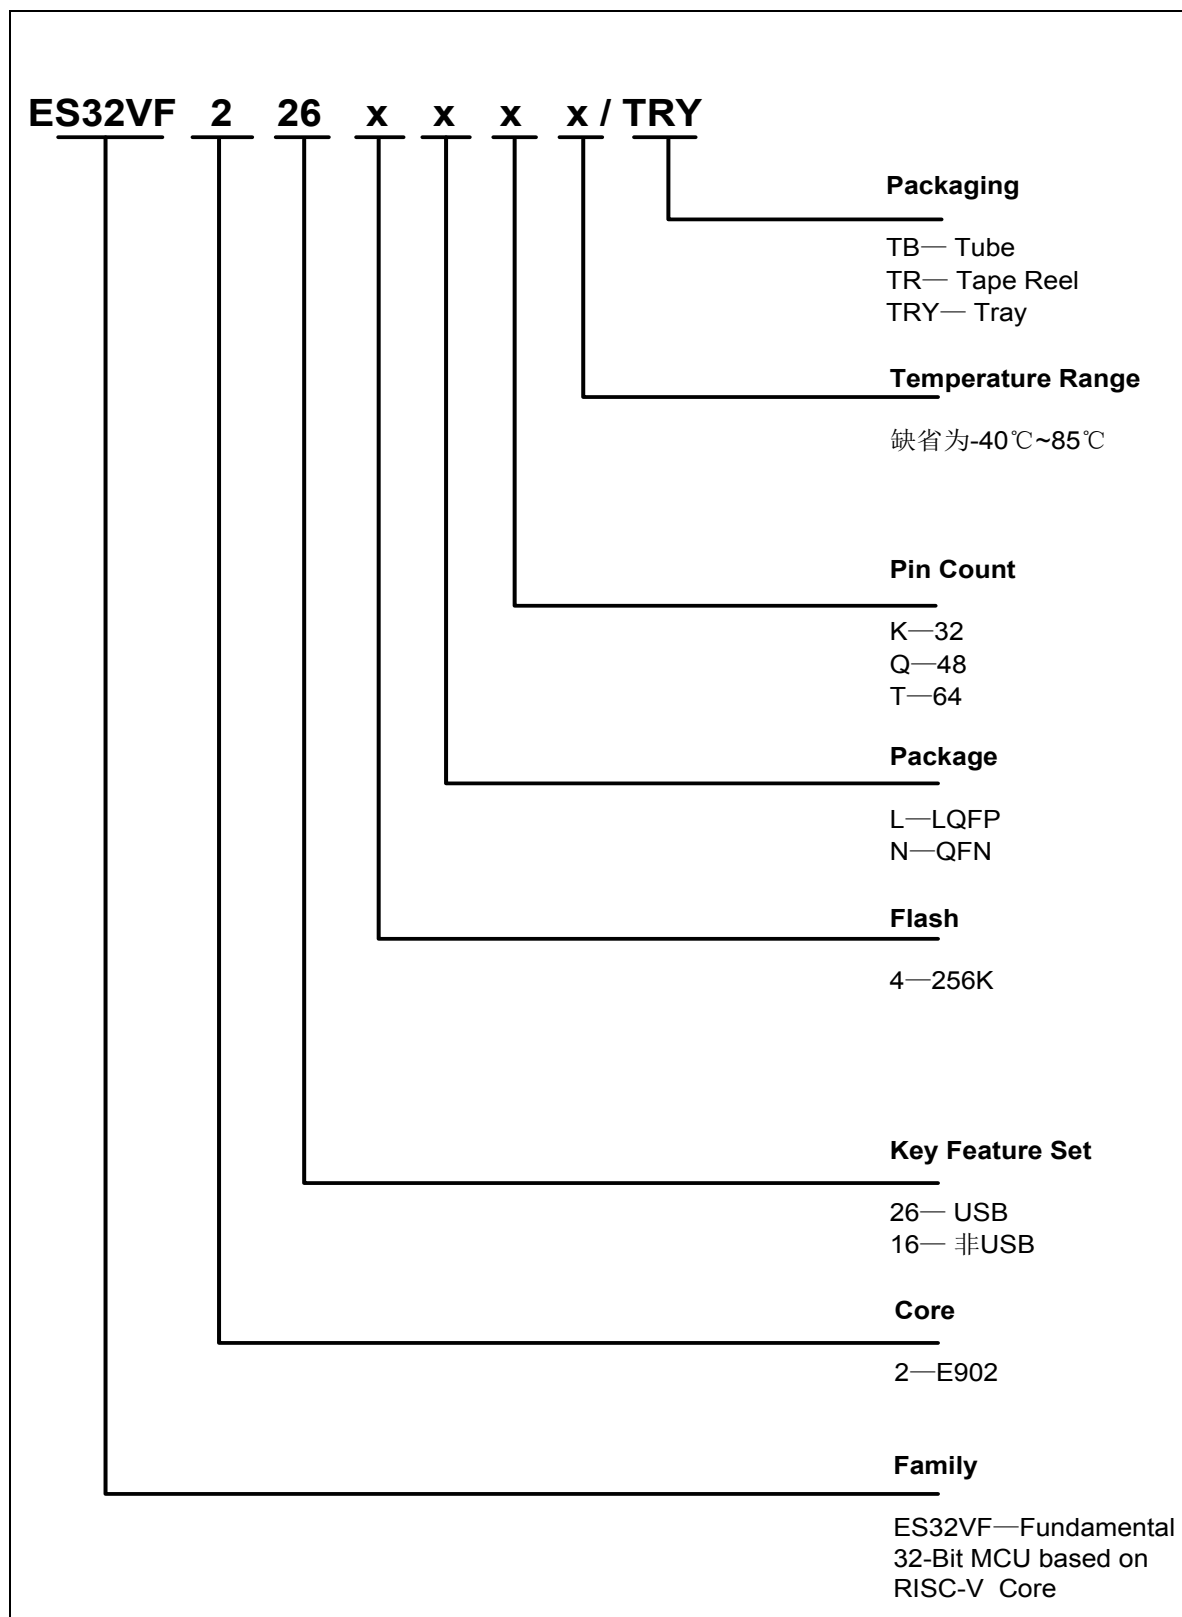 ES32VF 2 26 x x x x / TRY
Packaging
TB— Tube
TR— Tape Reel
TRY— Tray
Temperature Range
缺省为-40℃~85℃
Pin Count
K—32
Q—48
T—64
Package
L—LQFP
N—QFN
Flash
4—256K
Key Feature Set
26— USB
16— 非USB
Core
2—E902
Family
ES32VF—Fundamental
32-Bit MCU based on
RISC-V Core